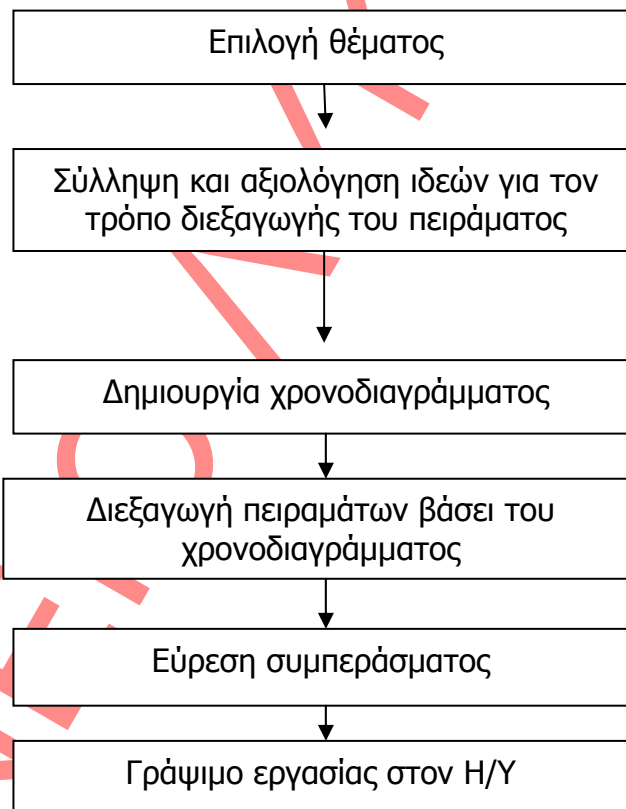 Επιλογή θέματος
Σύλληψη και αξιολόγηση ιδεών για τον
τρόπο διεξαγωγής του πειράματος
Δημιουργία χρονοδιαγράμματος
Διεξαγωγή πειραμάτων βάσει του
χρονοδιαγράμματος
Εύρεση συμπεράσματος
Γράψιμο εργασίας στον Η/Υ